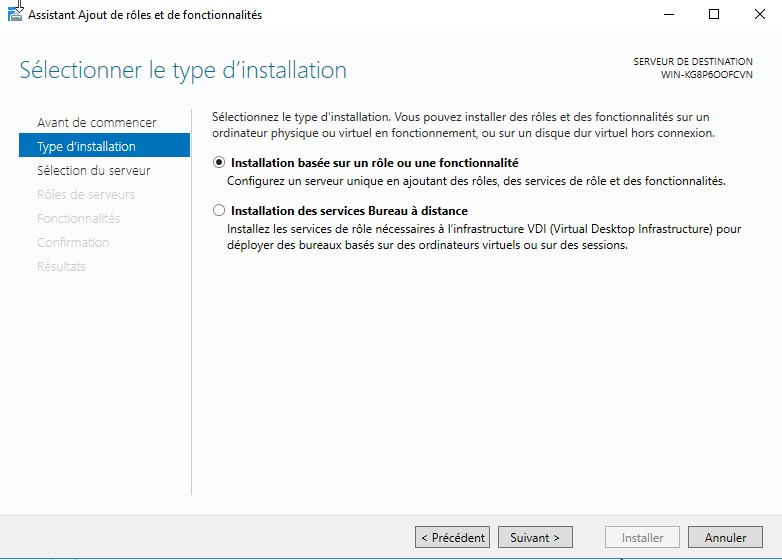 Assistant Ajout de rôles et de fonctionnalités
Sélectionner le type d'installation
SERVEUR DE DESTINATION
WIN-KG8P6OOFCVN
Avant de commencer
Type d'installation
Sélection du serveur
Rôles de serveurs
Fonctionnalités
Confirmation
Résultats
Sélectionnez le type d'installation. Vous pouvez installer des rôles et des fonctionnalités sur un
ordinateur physique ou virtuel en fonctionnement, ou sur un disque dur virtuel hors connexion.
Installation basée sur un rôle ou une fonctionnalité
Configurez un serveur unique en ajoutant des rôles, des services de rôle et des fonctionnalités.
Installation des services Bureau à distance
Installez les services de rôle nécessaires à l'infrastructure VDI (Virtual Desktop Infrastructure) pour
déployer des bureaux basés sur des ordinateurs virtuels ou sur des sessions.
< Précédent
Suivant >
Installer
Annuler